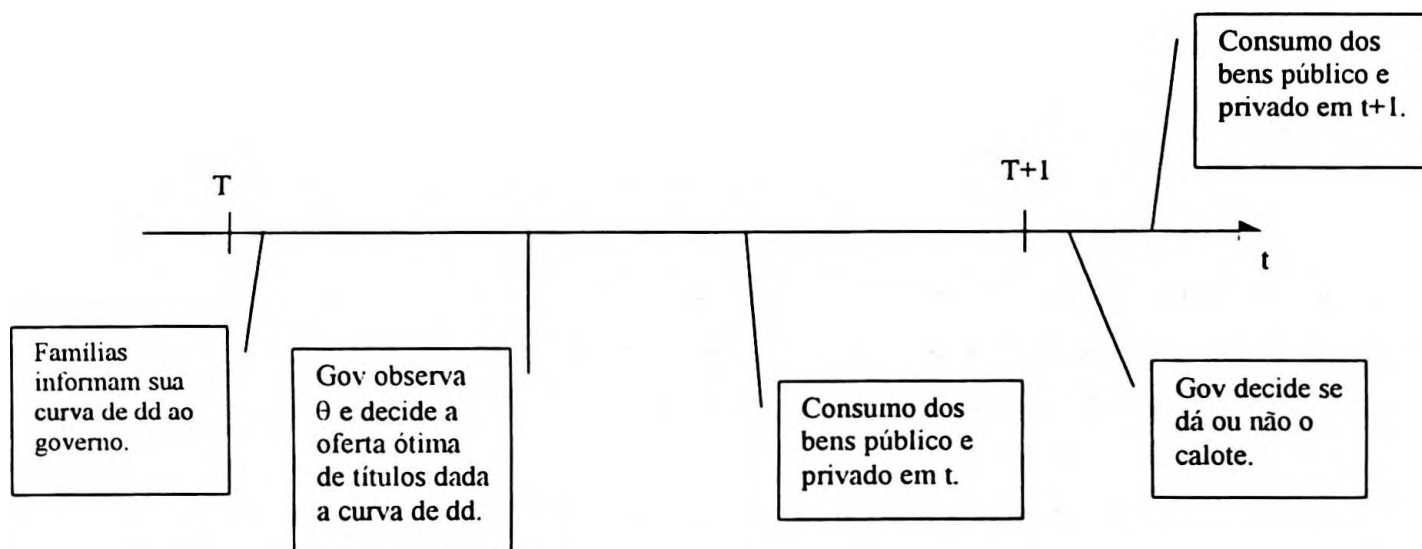 Consumo dos
bens público e
privado em t+1.
T
T+1
t
Famílias
informam sua
curva de dd ao
governo.
Gov observa
θ e decide a
oferta ótima
de títulos dada
a curva de dd.
Consumo dos
bens público e
privado em t.
Gov decide se
dá ou não o
calote.